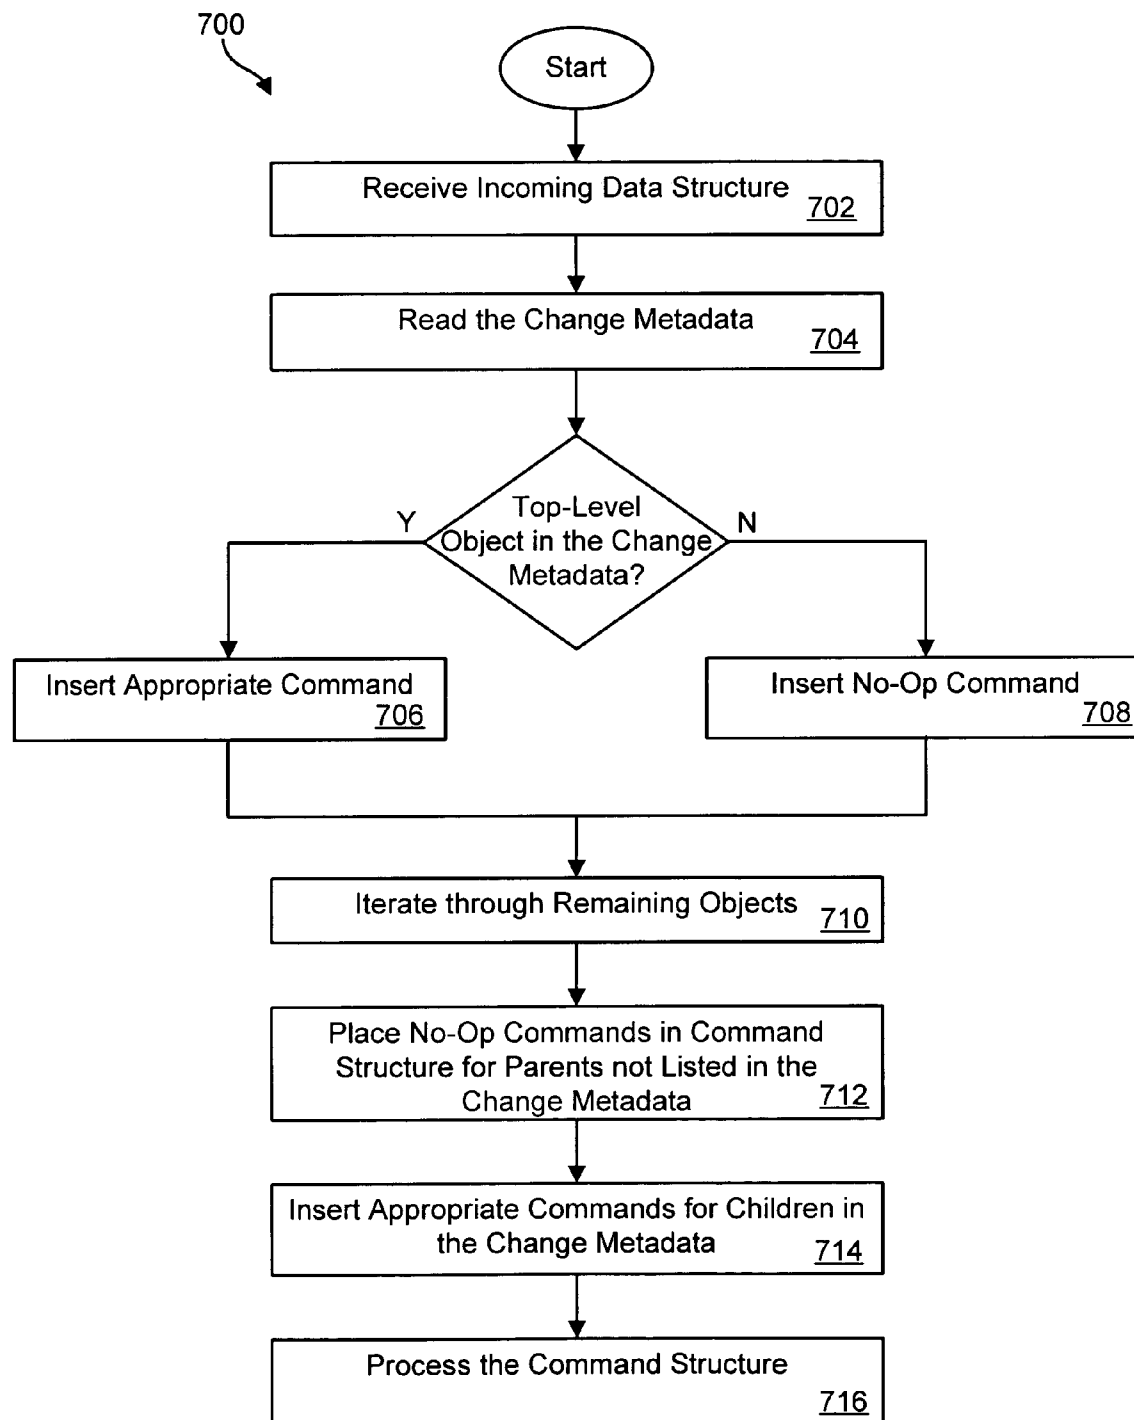 700
Start
Receive Incoming Data Structure
702
Read the Change Metadata
704
Top-Level
Object in the Change
Metadata?
Y
N
Insert Appropriate Command
706
Insert No-Op Command
708
Iterate through Remaining Objects
710
Place No-Op Commands in Command
Structure for Parents not Listed in the
Change Metadata
712
Insert Appropriate Commands for Children in
the Change Metadata
714
Process the Command Structure
716